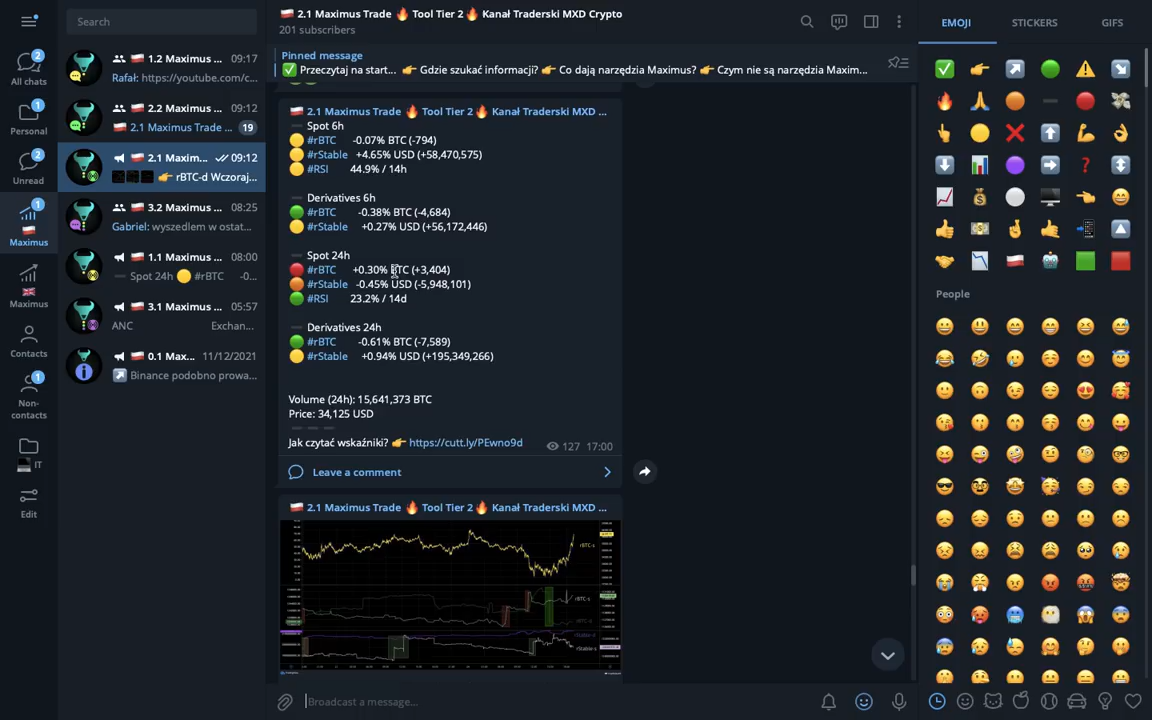 Search
All chats
2
Personal
1
Unread
2
Maximus
1
Maximus
Contacts
Non-contacts
1
IT
Edit
1.2 Maximus ... 09:17
Rafał: https://youtube/com/c...
2.2 Maximus ... 09:12
2.1 Maximus Trade ... 19
2.1 Maxim... 09:12
👉 rBTC-d Wczoraj...
3.2 Maximus ... 08:25
Gabriel: wyszedlem w ostat...
1.1 Maximus ... 08:00
➖ Spot 24h 🟡 #rBTC -0...
3.1 Maximus ... 05:57
ANC Exchan...
0.1 Max... 11/12/2021
↗️ Binance podobno prowa...
🇵🇱 2.1 Maximus Trade 🔥 Tool Tier 2 🔥 Kanał Traderski MXD Crypto
201 subscribers
Pinned message
✅ Przeczytaj na start... 👉 Gdzie szukać informacji? 👉 Co dają narzędzia Maximus? 👉 Czym nie są narzędzia Maxim...
🇵🇱 2.1 Maximus Trade 🔥 Tool Tier 2 🔥 Kanał Traderski MXD ...
➖ Spot 6h
🟡 #rBTC -0.07% BTC (-794)
🟡 #rStable +4.65% USD (+58,470,575)
🟡 #RSI 44.9% / 14h
➖ Derivatives 6h
🟢 #rBTC -0.38% BTC (-4,684)
🟡 #rStable +0.27% USD (+56,172,446)
➖ Spot 24h
🔴 #rBTC +0.30% BTC (+3,404)
🟠 #rStable -0.45% USD (-5,948,101)
🟢 #RSI 23.2% / 14d
➖ Derivatives 24h
🟢 #rBTC -0.61% BTC (-7,589)
🟡 #rStable +0.94% USD (+195,349,266)
Volume (24h): 15,641,373 BTC
Price: 34,125 USD
➖ ➖ ➖
Jak czytać wskaźniki? 👉 https://cutt.ly/PEwno9d
127 17:00
Leave a comment
🇵🇱 2.1 Maximus Trade 🔥 Tool Tier 2 🔥 Kanał Traderski MXD ...
rBTC-s
rBTC-d
rStable-d
rStable-s
Broadcast a message...
EMOJI STICKERS GIFS
People